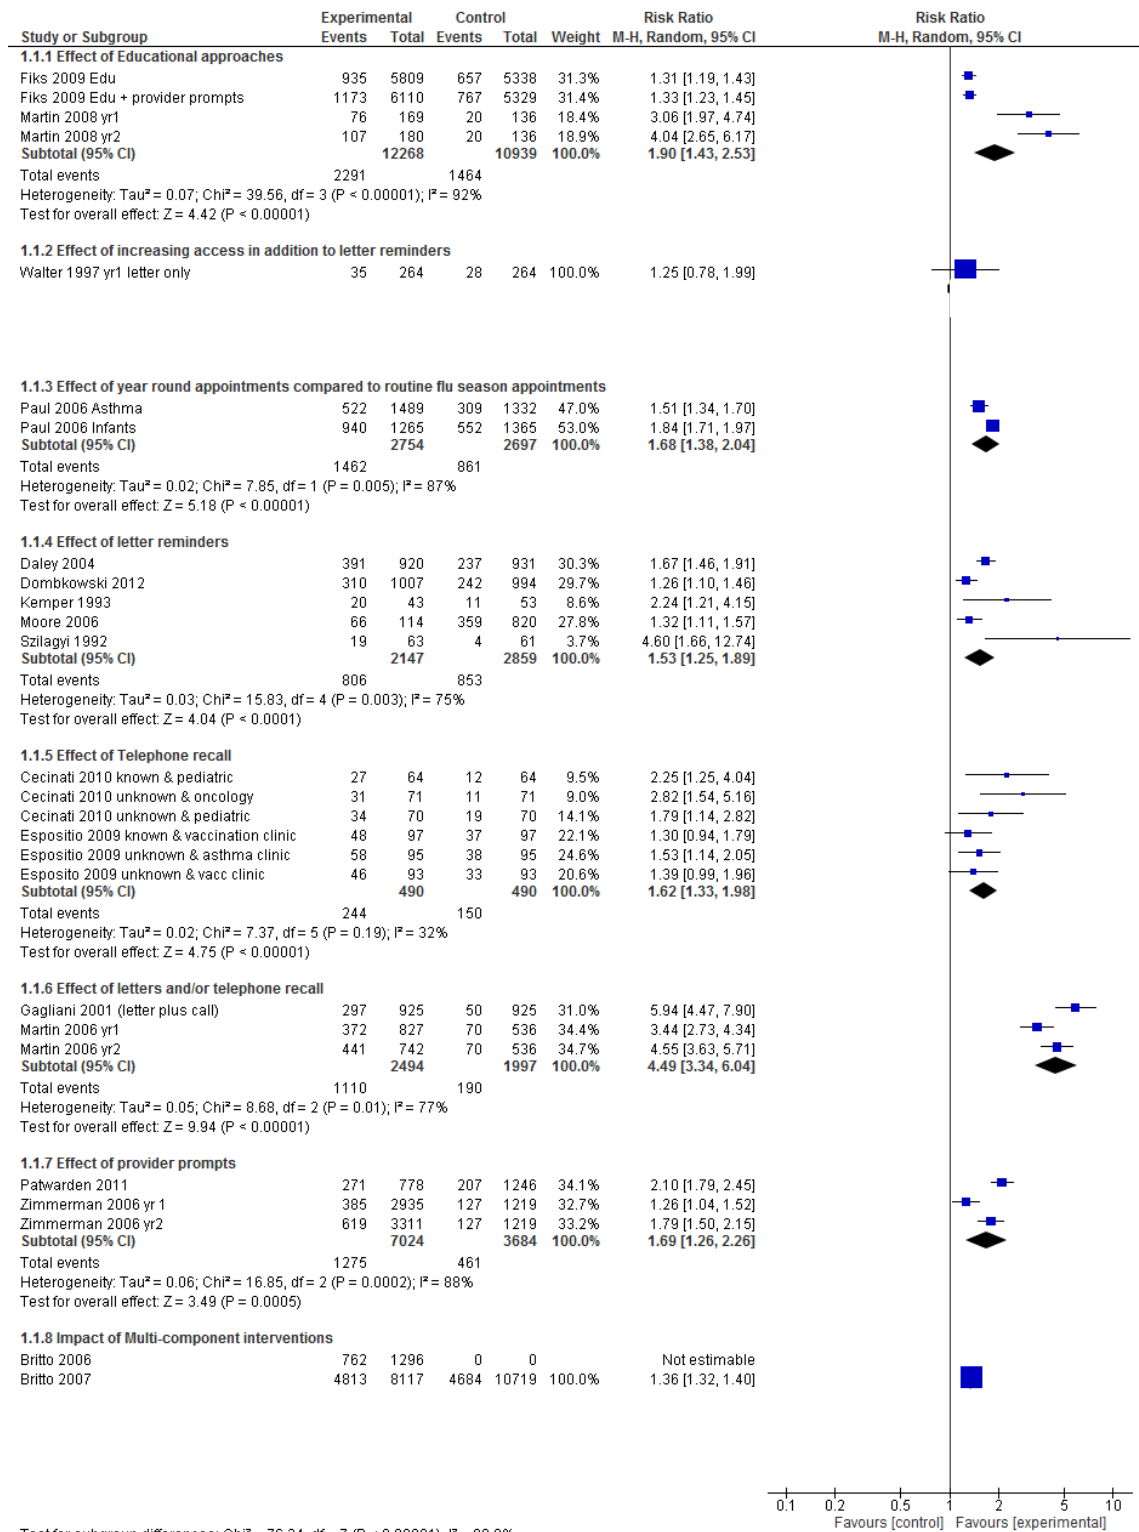 Experimental Control Risk Ratio Risk Ratio
Study or Subgroup Events Total Events Total Weight M-H, Random, 95% CI M-H, Random, 95% CI
1.1.1 Effect of Educational approaches
Fiks 2009 Edu 935 5809 657 5338 31.3% 1.31 [1.19, 1.43]
Fiks 2009 Edu + provider prompts 1173 6110 767 5329 31.4% 1.33 [1.23, 1.45]
Martin 2008 yr1 76 169 20 136 18.4% 3.06 [1.97, 4.74]
Martin 2008 yr2 107 180 20 136 18.9% 4.04 [2.65, 6.17]
Subtotal (95% CI) 12268 10939 100.0% 1.90 [1.43, 2.53]
Total events 2291 1464
Heterogeneity: Tau² = 0.07; Chi² = 39.56, df = 3 (P < 0.00001); I² = 92%
Test for overall effect: Z = 4.42 (P < 0.00001)
1.1.2 Effect of increasing access in addition to letter reminders
Walter 1997 yr1 letter only 35 264 28 264 100.0% 1.25 [0.78, 1.99]
1.1.3 Effect of year round appointments compared to routine flu season appointments
Paul 2006 Asthma 522 1489 309 1332 47.0% 1.51 [1.34, 1.70]
Paul 2006 Infants 940 1265 552 1365 53.0% 1.84 [1.71, 1.97]
Subtotal (95% CI) 2754 2697 100.0% 1.68 [1.38, 2.04]
Total events 1462 861
Heterogeneity: Tau² = 0.02; Chi² = 7.85, df = 1 (P = 0.005); I² = 87%
Test for overall effect: Z = 5.18 (P < 0.00001)
1.1.4 Effect of letter reminders
Daley 2004 391 920 237 931 30.3% 1.67 [1.46, 1.91]
Dombkowski 2012 310 1007 242 994 29.7% 1.26 [1.10, 1.46]
Kemper 1993 20 43 11 53 8.6% 2.24 [1.21, 4.15]
Moore 2006 66 114 359 820 27.8% 1.32 [1.11, 1.57]
Szilagyi 1992 19 63 4 61 3.7% 4.60 [1.66, 12.74]
Subtotal (95% CI) 2147 2859 100.0% 1.53 [1.25, 1.89]
Total events 806 853
Heterogeneity: Tau² = 0.03; Chi² = 15.83, df = 4 (P = 0.003); I² = 75%
Test for overall effect: Z = 4.04 (P < 0.0001)
1.1.5 Effect of Telephone recall
Cecinati 2010 known & pediatric 27 64 12 64 9.5% 2.25 [1.25, 4.04]
Cecinati 2010 unknown & oncology 31 71 11 71 9.0% 2.82 [1.54, 5.16]
Cecinati 2010 unknown & pediatric 34 70 19 70 14.1% 1.79 [1.14, 2.82]
Espositio 2009 known & vaccination clinic 48 97 37 97 22.1% 1.30 [0.94, 1.79]
Espositio 2009 unknown & asthma clinic 58 95 38 95 24.6% 1.53 [1.14, 2.05]
Esposito 2009 unknown & vacc clinic 46 93 33 93 20.6% 1.39 [0.99, 1.96]
Subtotal (95% CI) 490 490 100.0% 1.62 [1.33, 1.98]
Total events 244 150
Heterogeneity: Tau² = 0.02; Chi² = 7.37, df = 5 (P = 0.19); I² = 32%
Test for overall effect: Z = 4.75 (P < 0.00001)
1.1.6 Effect of letters and/or telephone recall
Gagliani 2001 (letter plus call) 297 925 50 925 31.0% 5.94 [4.47, 7.90]
Martin 2006 yr1 372 827 70 536 34.4% 3.44 [2.73, 4.34]
Martin 2006 yr2 441 742 70 536 34.7% 4.55 [3.63, 5.71]
Subtotal (95% CI) 2494 1997 100.0% 4.49 [3.34, 6.04]
Total events 1110 190
Heterogeneity: Tau² = 0.05; Chi² = 8.68, df = 2 (P = 0.01); I² = 77%
Test for overall effect: Z = 9.94 (P < 0.00001)
1.1.7 Effect of provider prompts
Patwarden 2011 271 778 207 1246 34.1% 2.10 [1.79, 2.45]
Zimmerman 2006 yr 1 385 2935 127 1219 32.7% 1.26 [1.04, 1.52]
Zimmerman 2006 yr2 619 3311 127 1219 33.2% 1.79 [1.50, 2.15]
Subtotal (95% CI) 7024 3684 100.0% 1.69 [1.26, 2.26]
Total events 1275 461
Heterogeneity: Tau² = 0.06; Chi² = 16.85, df = 2 (P = 0.0002); I² = 88%
Test for overall effect: Z = 3.49 (P = 0.0005)
1.1.8 Impact of Multi-component interventions
Britto 2006 762 1296 0 0 Not estimable
Britto 2007 4813 8117 4684 10719 100.0% 1.36 [1.32, 1.40]
0.1 0.2 0.5 1 2 5 10
Favours [control] Favours [experimental]